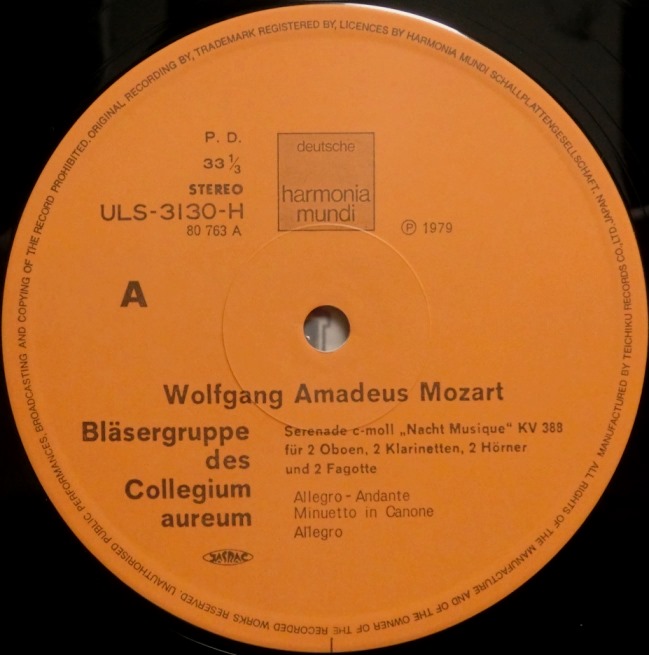 ORIGINAL RECORDING BY, TRADEMARK REGISTERED BY, LICENCES BY HARMONIA MUNDI SCHALLPLATTENGESELLSCHAFT. JAPAN
MANUFACTURED BY TEICHIKU RECORDS CO., LTD.
ALL RIGHTS OF THE MANUFACTURE AND OF THE OWNER OF THE RECORDED WORKS RESERVED. UNAUTHORISED PUBLIC PERFORMANCES, BROADCASTING AND COPYING OF THE RECORD PROHIBITED.
P. D.
33 1/3
STEREO
ULS-3130-H
80 763 A
deutsche
harmonia
mundi
Ⓟ 1979
A
Wolfgang Amadeus Mozart
Bläsergruppe
des
Collegium
aureum
Serenade c-moll „Nacht Musique“ KV 388
für 2 Oboen, 2 Klarinetten, 2 Hörner
und 2 Fagotte
Allegro - Andante
Minuetto in Canone
Allegro
JASRAC